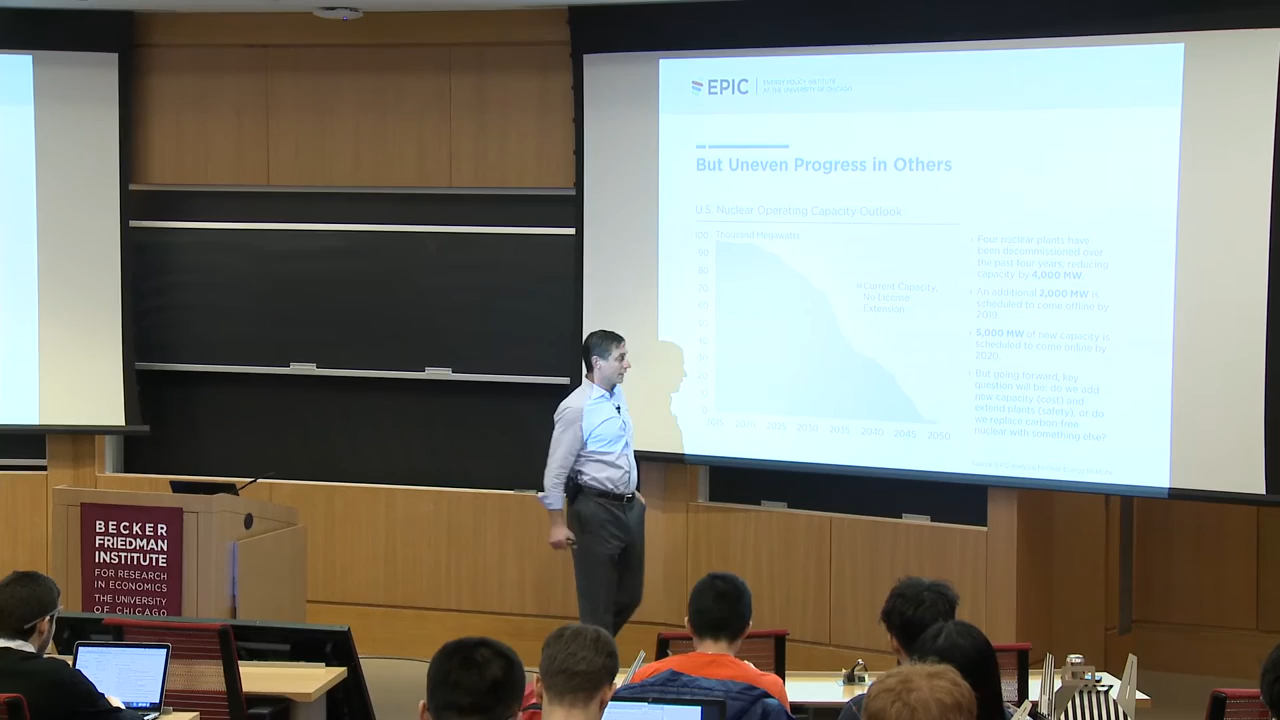 EPIC
ENERGY POLICY INSTITUTE
AT THE UNIVERSITY OF CHICAGO
But Uneven Progress in Others
U.S. Nuclear Operating Capacity Outlook
Thousand Megawatts
100
90
80
70
60
50
40
30
20
10
0
2015 2020 2025 2030 2035 2040 2045 2050
Current Capacity,
No License
Extension
› Four nuclear plants have
been decommissioned over
the past four years, reducing
capacity by 4,000 MW.
› An additional 2,000 MW is
scheduled to come offline by
2019.
› 5,000 MW of new capacity is
scheduled to come online by
2020.
› But going forward, key
question will be: do we add
new capacity (cost) and
extend plants (safety), or do
we replace carbon-free
nuclear with something else?
BECKER
FRIEDMAN
INSTITUTE
FOR RESEARCH
IN ECONOMICS
THE UNIVERSITY
OF CHICAGO